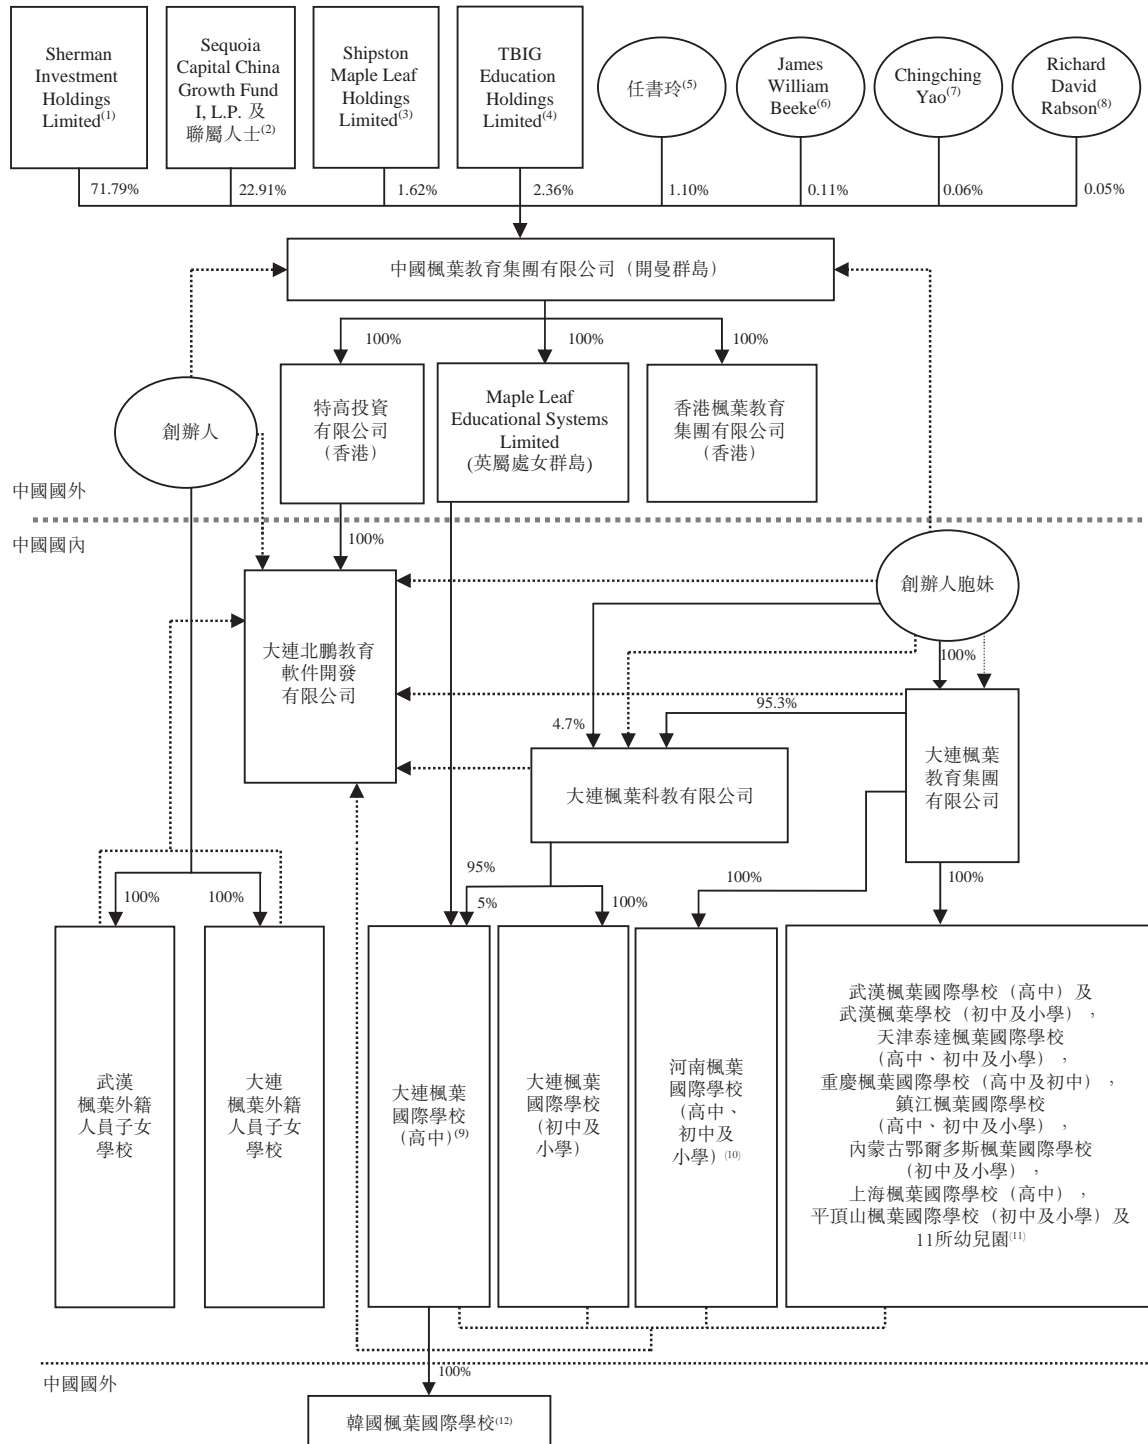 Sherman
Investment
Holdings
Limited(1)
Sequoia
Capital China
Growth Fund
I, L.P. 及
聯屬人士(2)
Shipston
Maple Leaf
Holdings
Limited(3)
TBIG
Education
Holdings
Limited(4)
任書玲(5)
James
William
Beeke(6)
Chingching
Yao(7)
Richard
David
Rabson(8)
71.79%
22.91%
1.62%
2.36%
1.10%
0.11%
0.06%
0.05%
中國楓葉教育集團有限公司（開曼群島）
100%
100%
100%
創辦人
特高投資
有限公司
（香港）
Maple Leaf
Educational Systems
Limited
(英屬處女群島)
香港楓葉教育
集團有限公司
（香港）
中國國外
中國國內
100%
創辦人胞妹
大連北鵬教育
軟件開發
有限公司
100%
95.3%
4.7%
大連楓葉科教有限公司
大連楓葉
教育集團
有限公司
95%
5%
100%
100%
100%
100%
100%
武漢
楓葉外籍
人員子女
學校
大連
楓葉外籍
人員子女
學校
大連楓葉
國際學校
(高中)(9)
大連楓葉
國際學校
(初中及
小學)
河南楓葉
國際學校
（高中、
初中及
小學）(10)
武漢楓葉國際學校（高中）及
武漢楓葉學校（初中及小學），
天津泰達楓葉國際學校
（高中、初中及小學），
重慶楓葉國際學校（高中及初中），
鎮江楓葉國際學校
（高中、初中及小學），
內蒙古鄂爾多斯楓葉國際學校
（初中及小學），
上海楓葉國際學校（高中），
平頂山楓葉國際學校（初中及小學）及
11所幼兒園(11)
100%
中國國外
韓國楓葉國際學校(12)